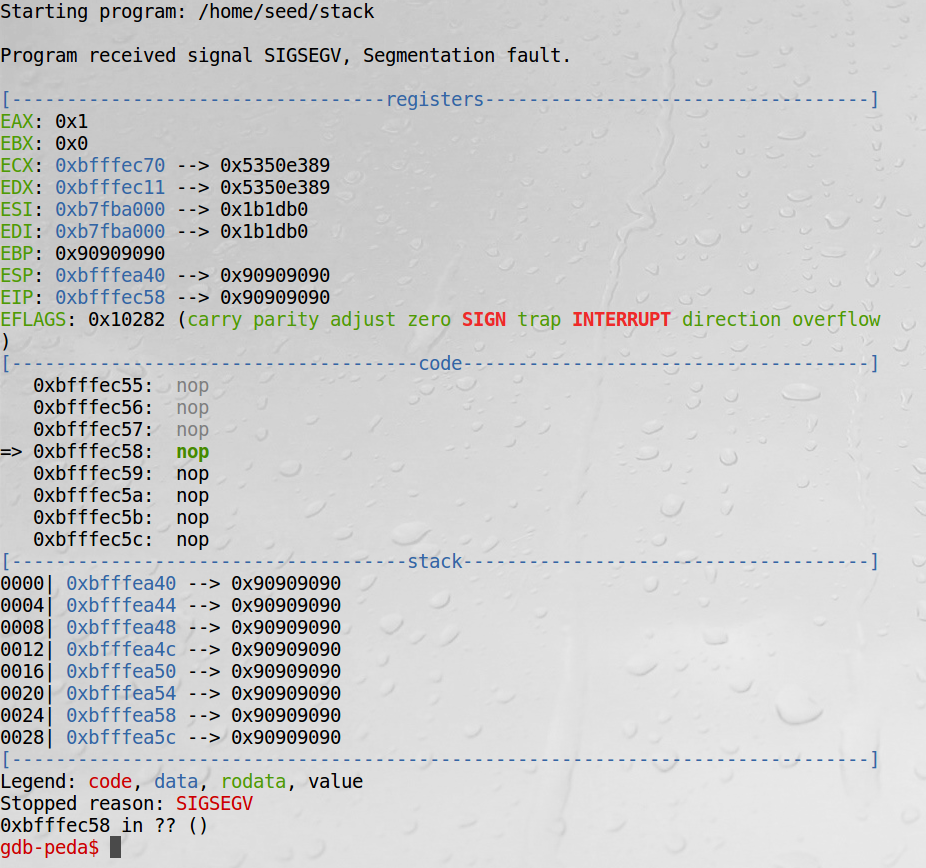 Starting program: /home/seed/stack
Program received signal SIGSEGV, Segmentation fault.
[----------------------------------registers-----------------------------------]
EAX: 0x1
EBX: 0x0
ECX: 0xbfffec70 --> 0x5350e389
EDX: 0xbfffec11 --> 0x5350e389
ESI: 0xb7fba000 --> 0x1b1db0
EDI: 0xb7fba000 --> 0x1b1db0
EBP: 0x90909090
ESP: 0xbfffea40 --> 0x90909090
EIP: 0xbfffec58 --> 0x90909090
EFLAGS: 0x10282 (carry parity adjust zero SIGN trap INTERRUPT direction overflow
)
[-------------------------------------code-------------------------------------]
   0xbfffec55:  nop
   0xbfffec56:  nop
   0xbfffec57:  nop
=> 0xbfffec58:  nop
   0xbfffec59:  nop
   0xbfffec5a:  nop
   0xbfffec5b:  nop
   0xbfffec5c:  nop
[------------------------------------stack-------------------------------------]
0000| 0xbfffea40 --> 0x90909090
0004| 0xbfffea44 --> 0x90909090
0008| 0xbfffea48 --> 0x90909090
0012| 0xbfffea4c --> 0x90909090
0016| 0xbfffea50 --> 0x90909090
0020| 0xbfffea54 --> 0x90909090
0024| 0xbfffea58 --> 0x90909090
0028| 0xbfffea5c --> 0x90909090
[------------------------------------------------------------------------------]
Legend: code, data, rodata, value
Stopped reason: SIGSEGV
0xbfffec58 in ?? ()
gdb-peda$